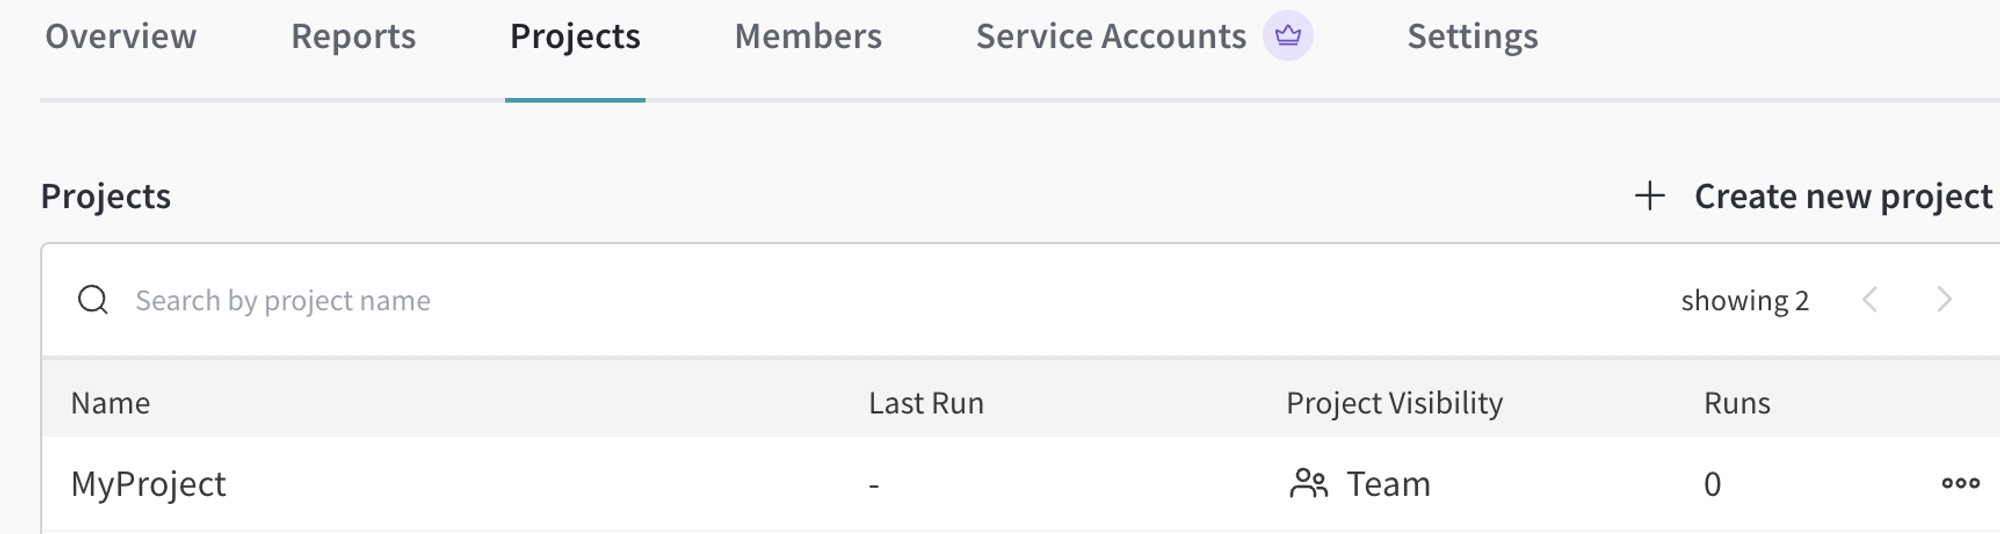 Overview Reports Projects Members Service Accounts Settings
Projects Create new project
Search by project name showing 2
Name Last Run Project Visibility Runs
MyProject - Team 0